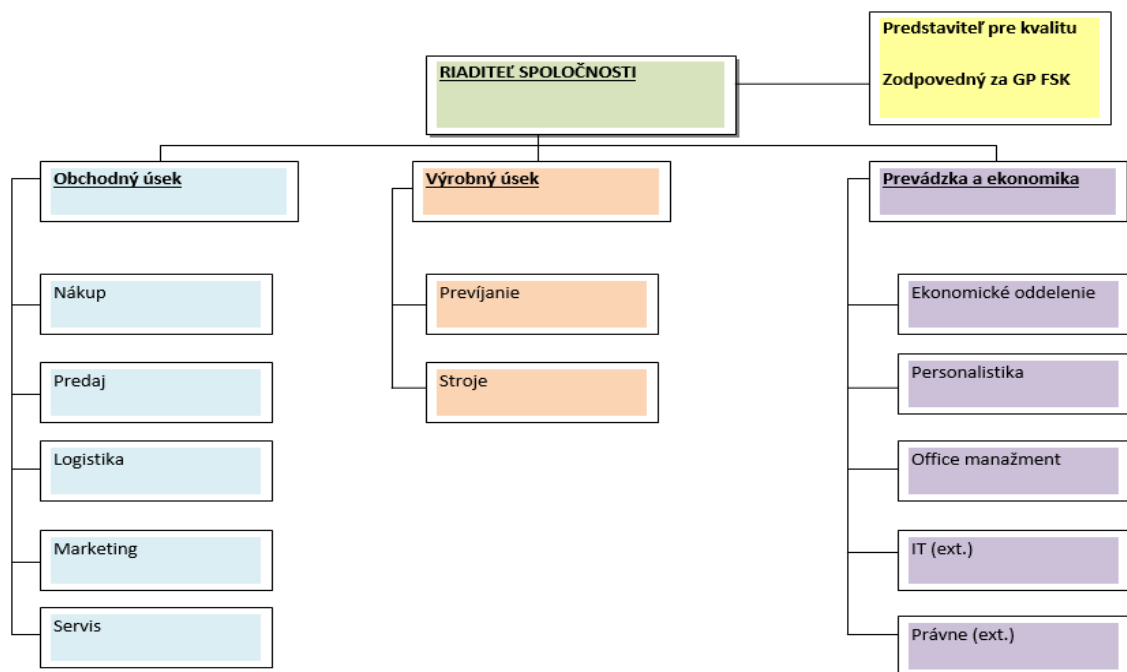 Predstaviteľ pre kvalitu
Zodpovedný za GP FSK
RIADITEĽ SPOLOČNOSTI
Obchodný úsek
Výrobný úsek
Prevádzka a ekonomika
Nákup
Previjanie
Ekonomické oddelenie
Predaj
Stroje
Personalistika
Logistika
Office manažment
Marketing
IT (ext.)
Servis
Právne (ext.)